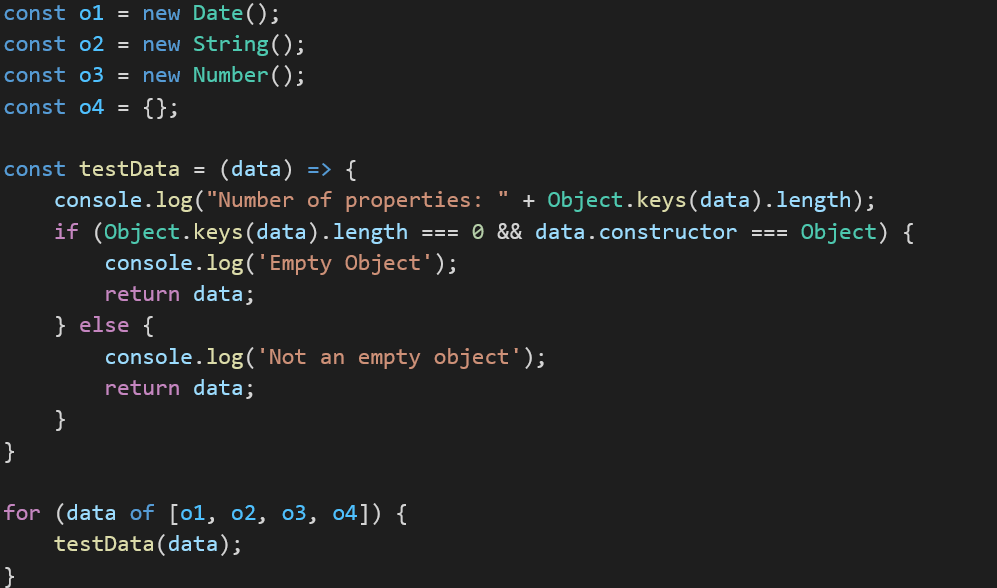 const o1 = new Date();
const o2 = new String();
const o3 = new Number();
const o4 = {};

const testData = (data) => {
    console.log("Number of properties: " + Object.keys(data).length);
    if (Object.keys(data).length === 0 && data.constructor === Object) {
        console.log('Empty Object');
        return data;
    } else {
        console.log('Not an empty object');
        return data;
    }
}

for (data of [o1, o2, o3, o4]) {
    testData(data);
}